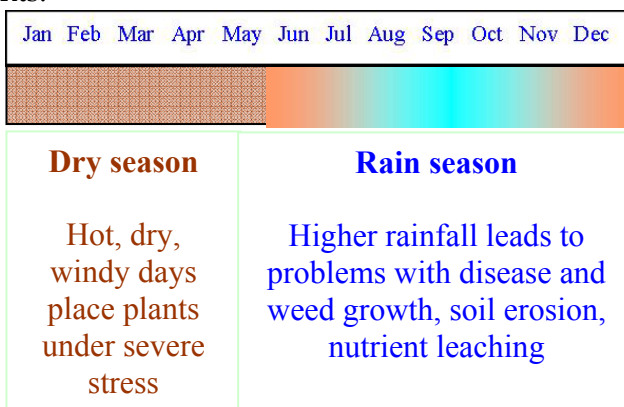 Jan Feb Mar Apr May Jun Jul Aug Sep Oct Nov Dec
Dry season
Hot, dry,
windy days
place plants
under severe
stress
Rain season
Higher rainfall leads to
problems with disease and
weed growth, soil erosion,
nutrient leaching